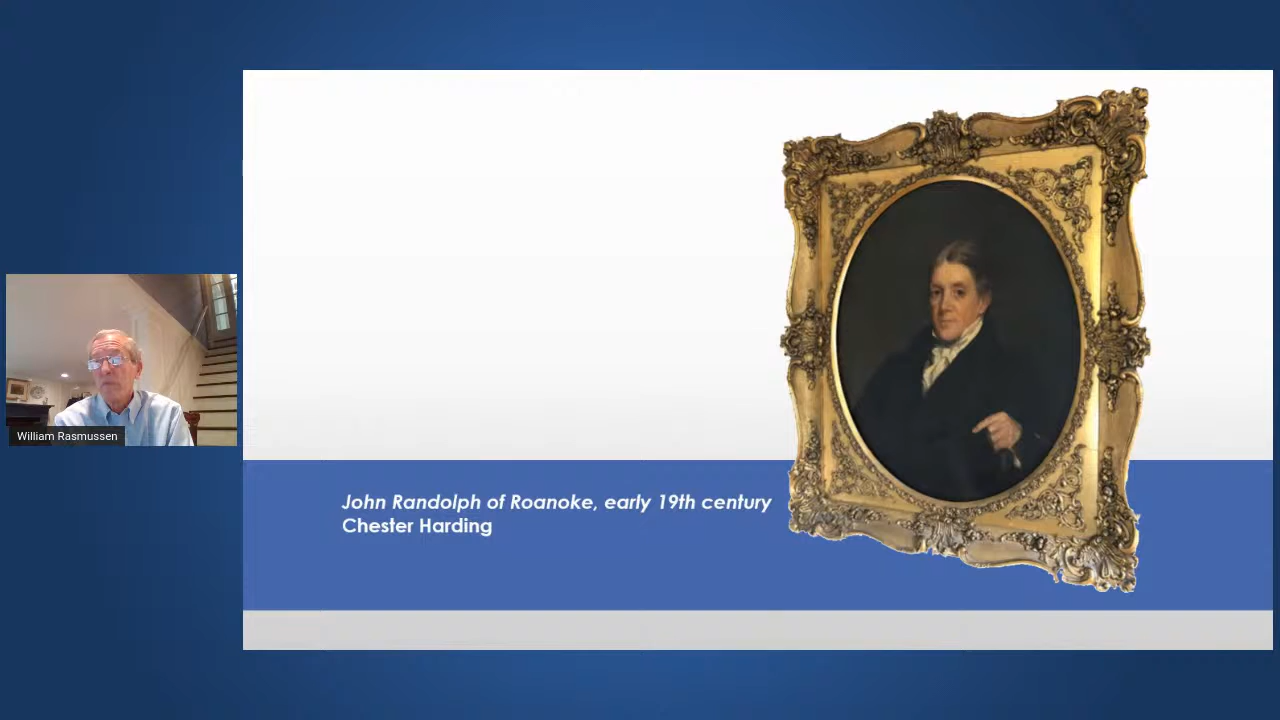 William Rasmussen
John Randolph of Roanoke, early 19th century
Chester Harding